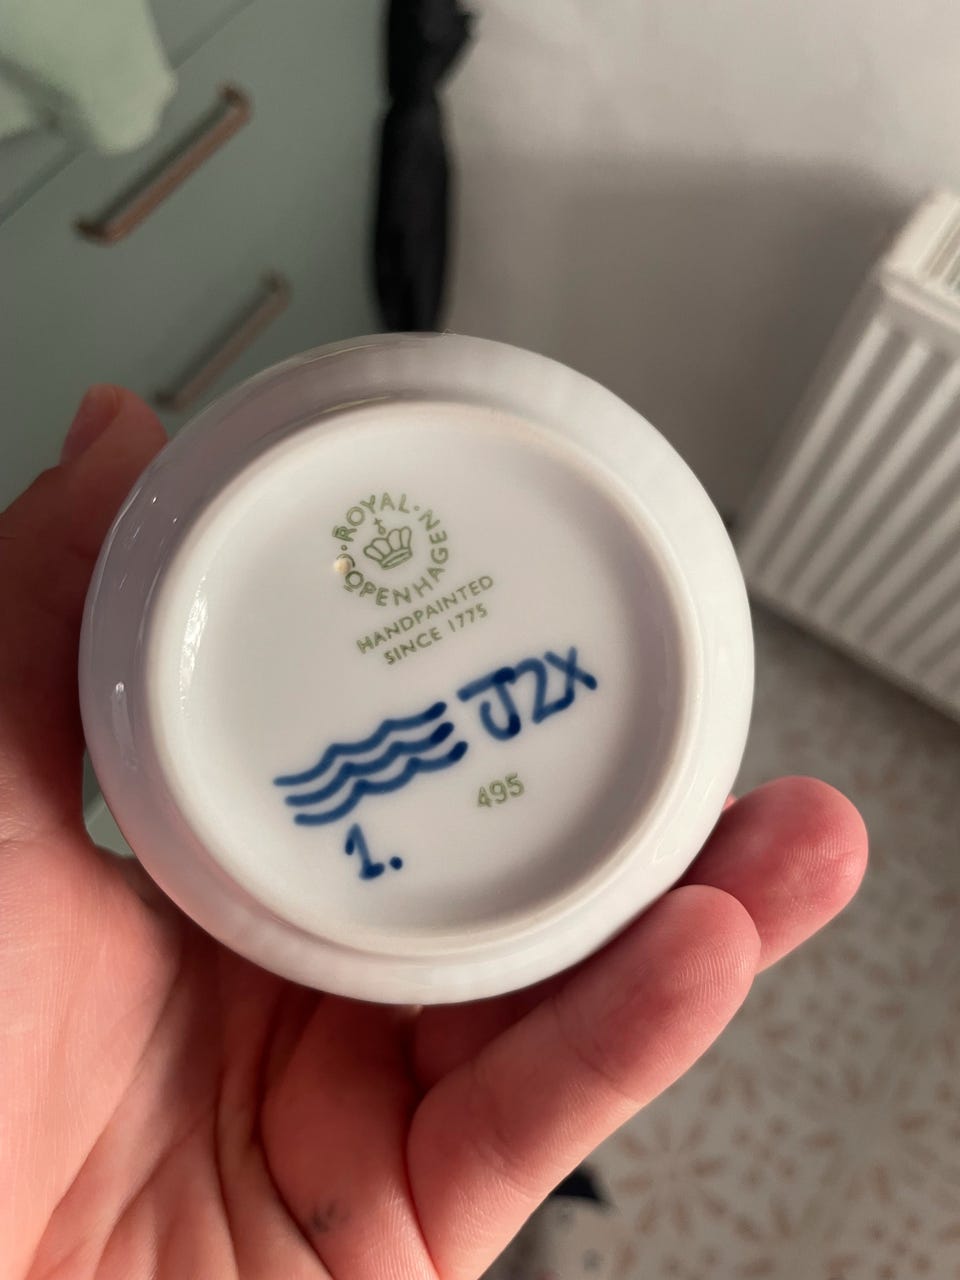 ROYAL
COPENHAGEN
HANDPAINTED
SINCE 1775
J2X
495
1.